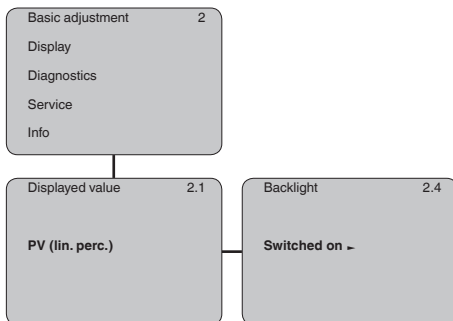 Basic adjustment 2
Display
Diagnostics
Service
Info
Displayed value 2.1
PV (lin. perc.)
Backlight 2.4
Switched on ►